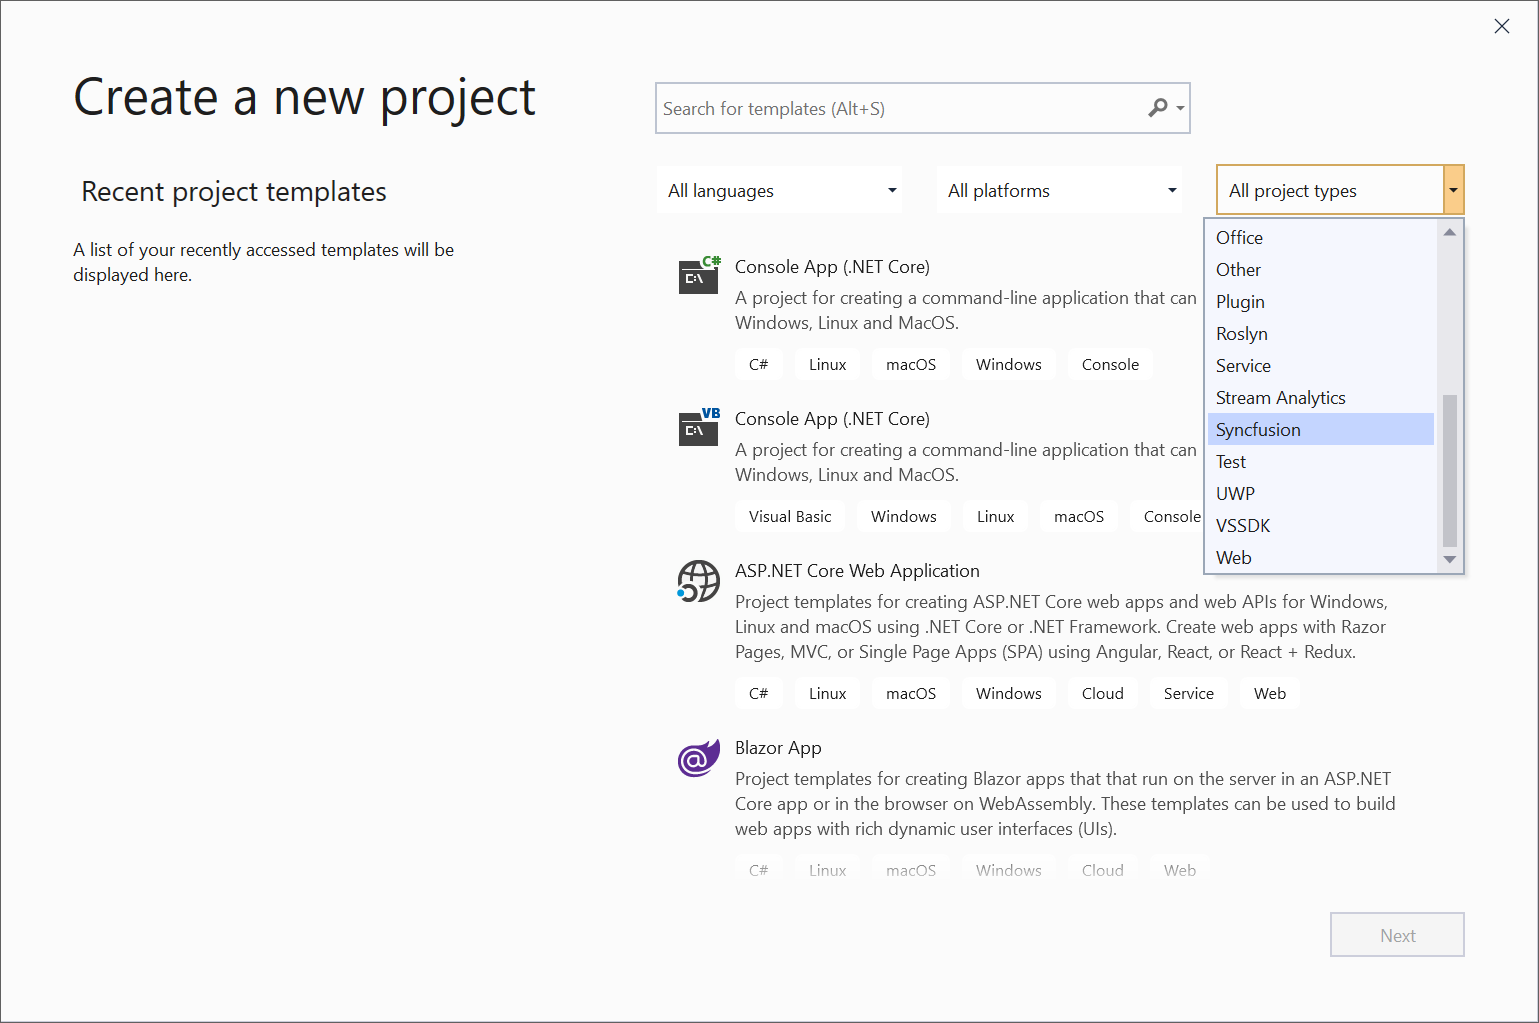 Create a new project
Search for templates (Alt+S)
Recent project templates
A list of your recently accessed templates will be
displayed here.
All languages
All platforms
All project types
Office
Other
Plugin
Roslyn
Service
Stream Analytics
Syncfusion
Test
UWP
VSSDK
Web
C#
C:\
Console App (.NET Core)
A project for creating a command-line application that can
Windows, Linux and MacOS.
C# Linux macOS Windows Console
VB
C:\
Console App (.NET Core)
A project for creating a command-line application that can
Windows, Linux and MacOS.
Visual Basic Windows Linux macOS Console
ASP.NET Core Web Application
Project templates for creating ASP.NET Core web apps and web APIs for Windows,
Linux and macOS using .NET Core or .NET Framework. Create web apps with Razor
Pages, MVC, or Single Page Apps (SPA) using Angular, React, or React + Redux.
C# Linux macOS Windows Cloud Service Web
@
Blazor App
Project templates for creating Blazor apps that that run on the server in an ASP.NET
Core app or in the browser on WebAssembly. These templates can be used to build
web apps with rich dynamic user interfaces (UIs).
C# Linux macOS Windows Cloud Web
Next